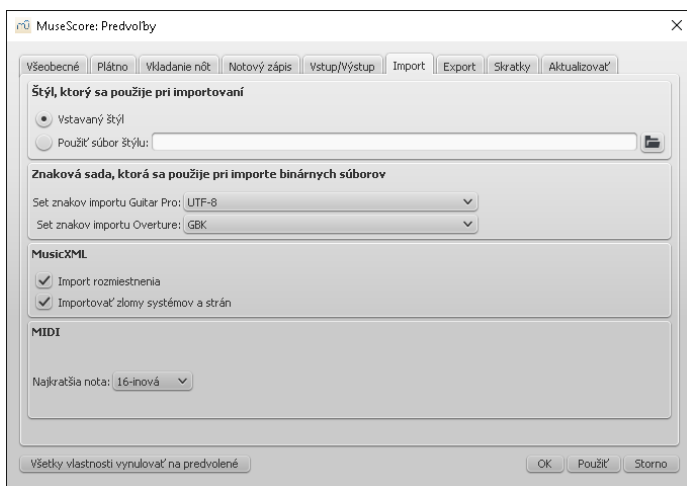 MuseScore: Predvoľby
Všeobecné Plátno Vkladanie nôt Notový zápis Vstup/Výstup Import Export Skratky Aktualizovať
Štýl, ktorý sa použije pri importovaní
Vstavaný štýl
Použiť súbor štýlu:
Znaková sada, ktorá sa použije pri importe binárnych súborov
Set znakov importu Guitar Pro: UTF-8
Set znakov importu Overture: GBK
MusicXML
Import rozmiestnenia
Importovať zlomy systémov a strán
MIDI
Najkratšia nota: 16-inová
Všetky vlastnosti vynulovať na predvolené OK Použiť Storno